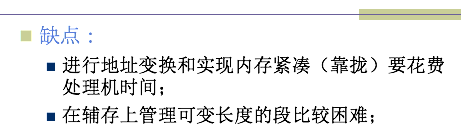 缺点：
进行地址变换和实现内存紧凑（靠拢）要花费
处理机时间；
在辅存上管理可变长度的段比较困难；